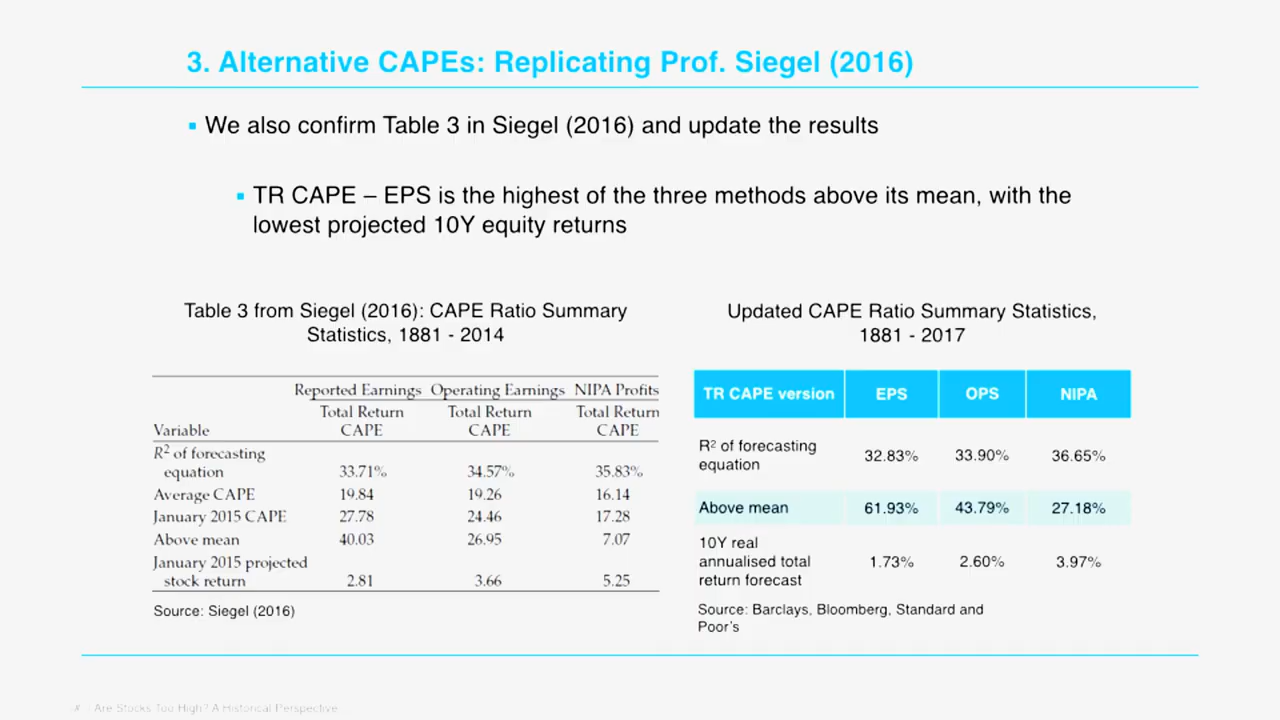 3. Alternative CAPEs: Replicating Prof. Siegel (2016)
We also confirm Table 3 in Siegel (2016) and update the results
TR CAPE – EPS is the highest of the three methods above its mean, with the
lowest projected 10Y equity returns
Table 3 from Siegel (2016): CAPE Ratio Summary
Statistics, 1881 - 2014
Reported Earnings Operating Earnings NIPA Profits
Total Return Total Return Total Return
Variable CAPE CAPE CAPE
R² of forecasting
equation 33.71% 34.57% 35.83%
Average CAPE 19.84 19.26 16.14
January 2015 CAPE 27.78 24.46 17.28
Above mean 40.03 26.95 7.07
January 2015 projected
stock return 2.81 3.66 5.25
Source: Siegel (2016)
Updated CAPE Ratio Summary Statistics,
1881 - 2017
TR CAPE version EPS OPS NIPA
R² of forecasting
equation 32.83% 33.90% 36.65%
Above mean 61.93% 43.79% 27.18%
10Y real
annualised total
return forecast 1.73% 2.60% 3.97%
Source: Barclays, Bloomberg, Standard and
Poor's
Are Stocks Too High? A Historical Perspective